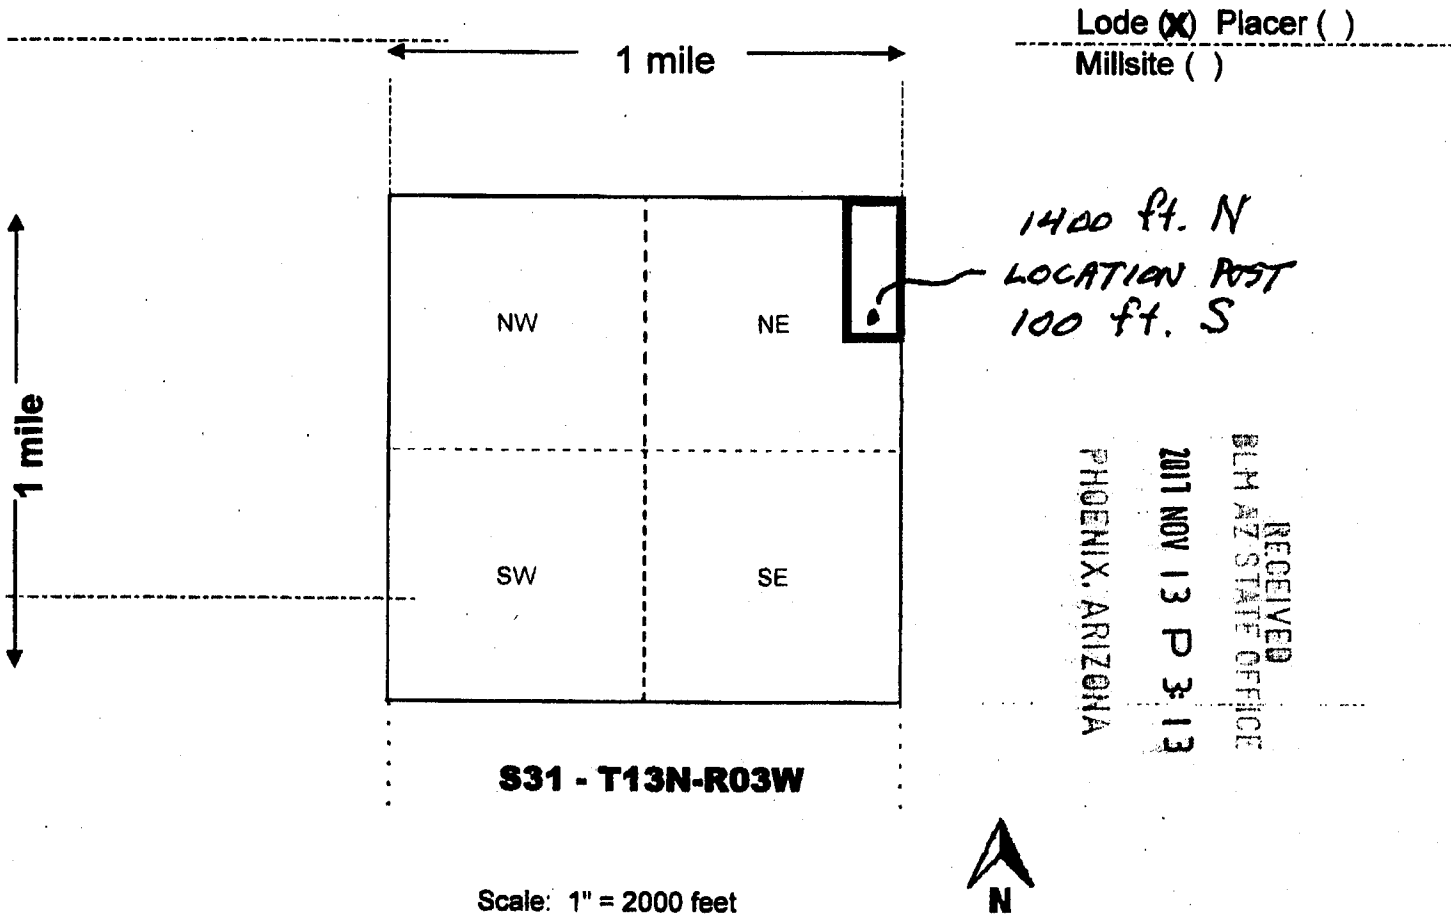 Lode (X) Placer ( )
Millsite ( )
1 mile
1 mile
1400 ft. N
LOCATION POST
100 ft. S
NW
NE
SW
SE
RECEIVED
BLM AZ STATE OFFICE
2017 NOV 13 P 3:13
PHOENIX, ARIZONA
S31 - T13N-R03W
N
Scale: 1" = 2000 feet